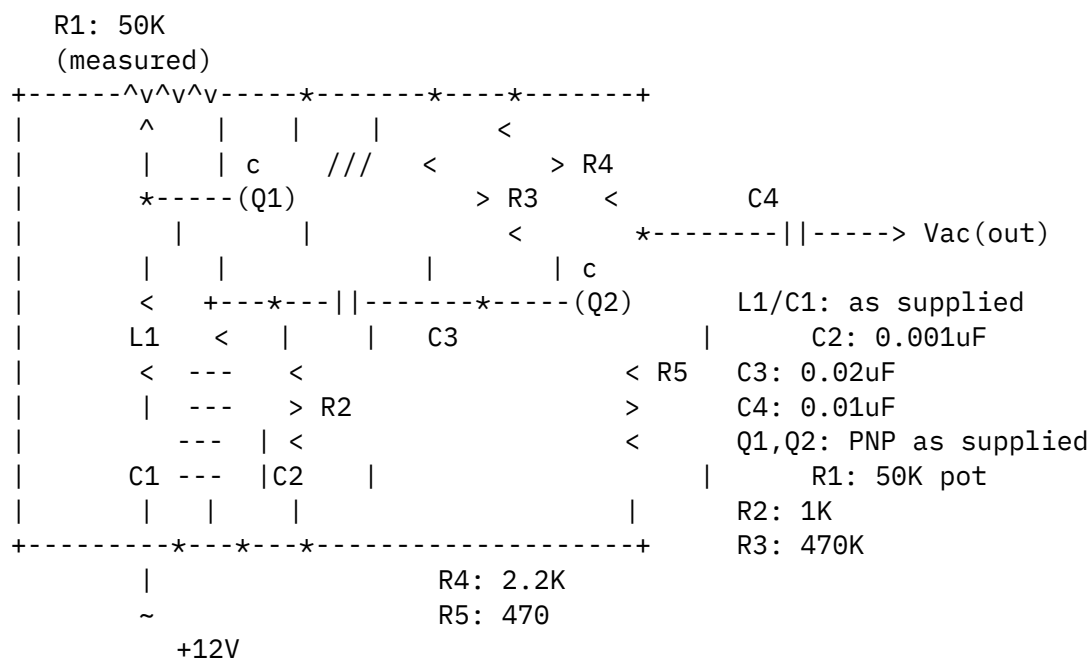 R1: 50K
(measured)
+------^v^v^v-----*-------*----*-------+
|       ^    |    |    |       <
|       |    | c    ///   <       > R4
|       *-----(Q1)           > R3    <        C4
|         |       |            <       *--------||-----> Vac(out)
|       |    |            |       | c
|       <   +---*---||-------*-----(Q2)      L1/C1: as supplied
|      L1   <   |    |   C3               |      C2: 0.001uF
|       <  ---   <                    < R5   C3: 0.02uF
|       |  ---   > R2                 >      C4: 0.01uF
|         ---  | <                    <      Q1,Q2: PNP as supplied
|      C1 ---  |C2    |                    |      R1: 50K pot
|       |   |    |                    |      R2: 1K
+---------*---*---*--------------------+     R3: 470K
|                  R4: 2.2K
~                  R5: 470
+12V